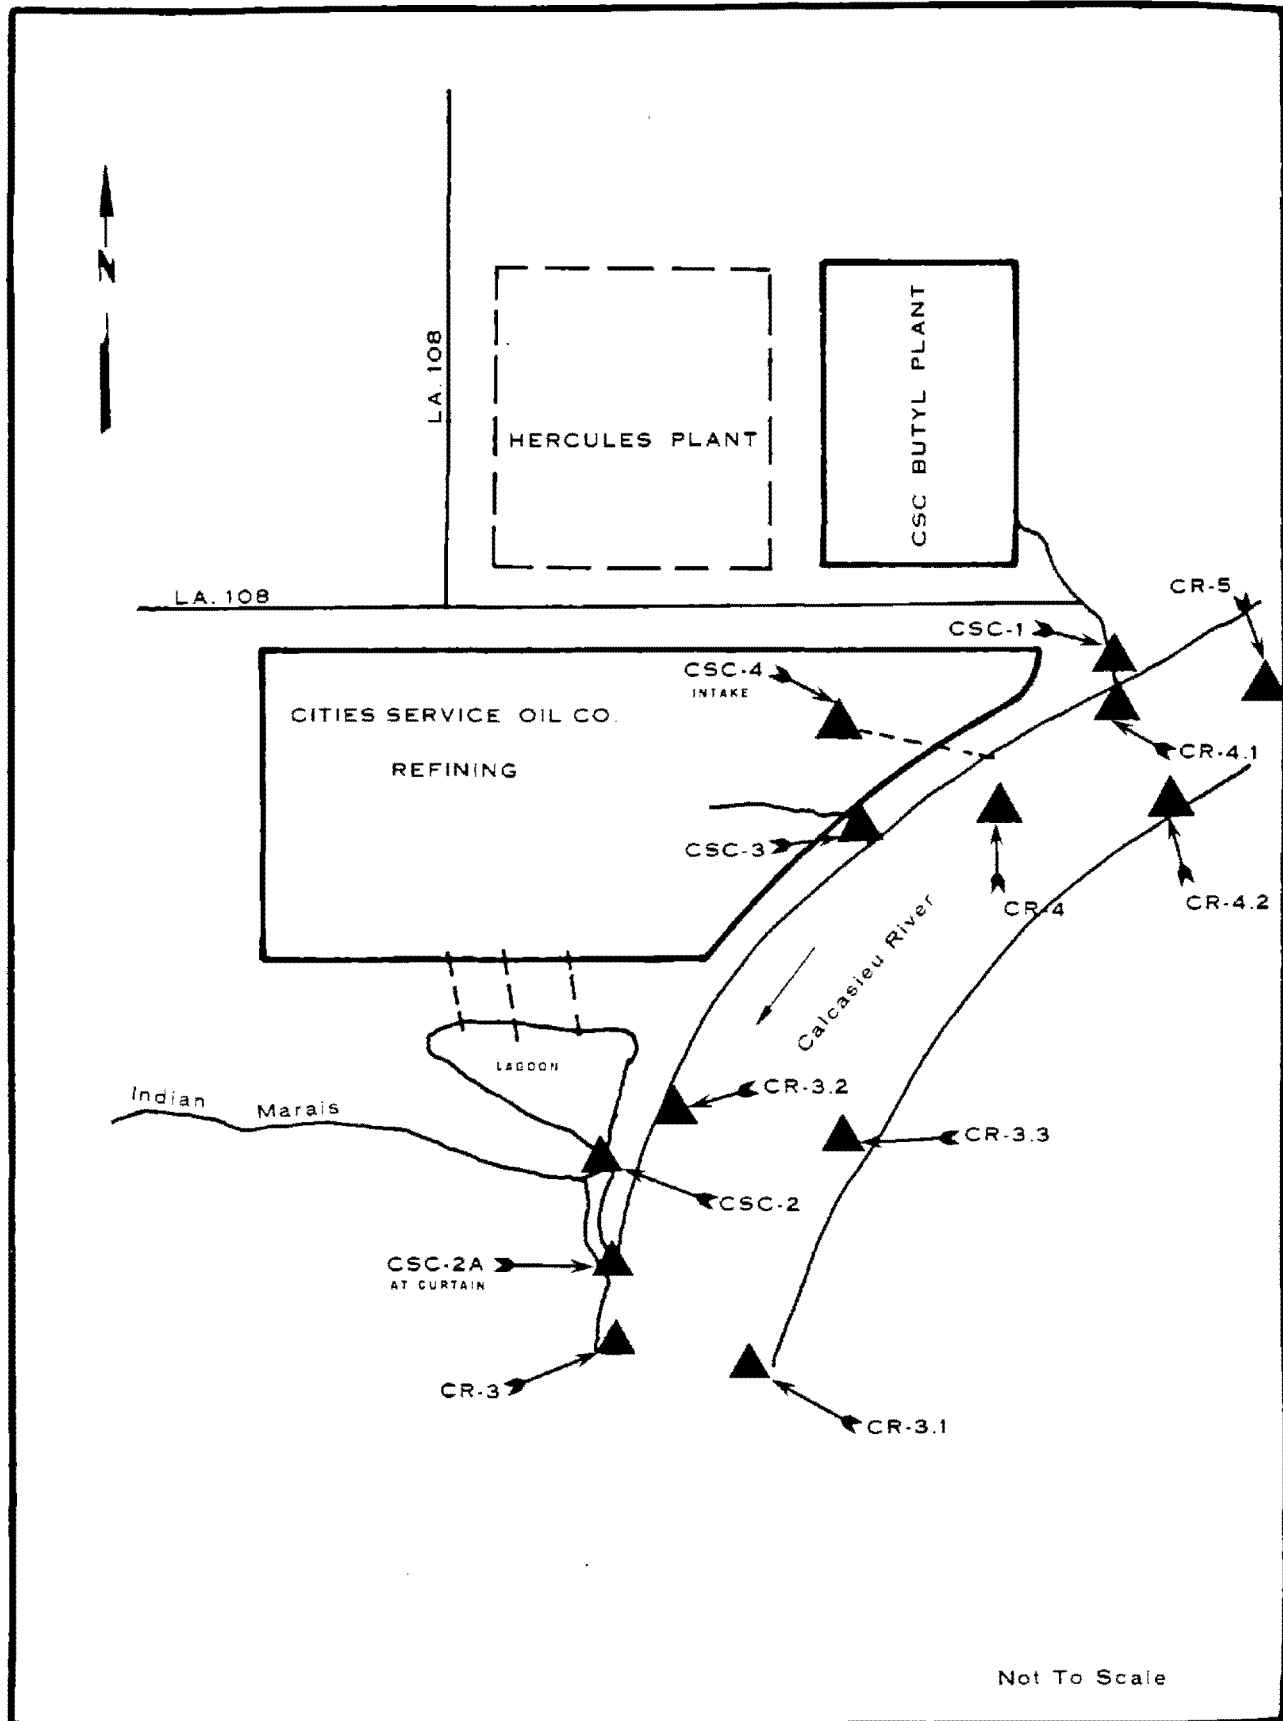 N
LA. 108
HERCULES PLANT
CSC BUTYL PLANT
LA. 108
CR-5
CSC-1
CSC-4
INTAKE
CITIES SERVICE OIL CO.
REFINING
CR-4.1
CSC-3
CR-4
CR-4.2
Calcasieu River
LAGOON
CR-3.2
Indian Marais
CR-3.3
CSC-2
CSC-2A
AT CURTAIN
CR-3
CR-3.1
Not To Scale